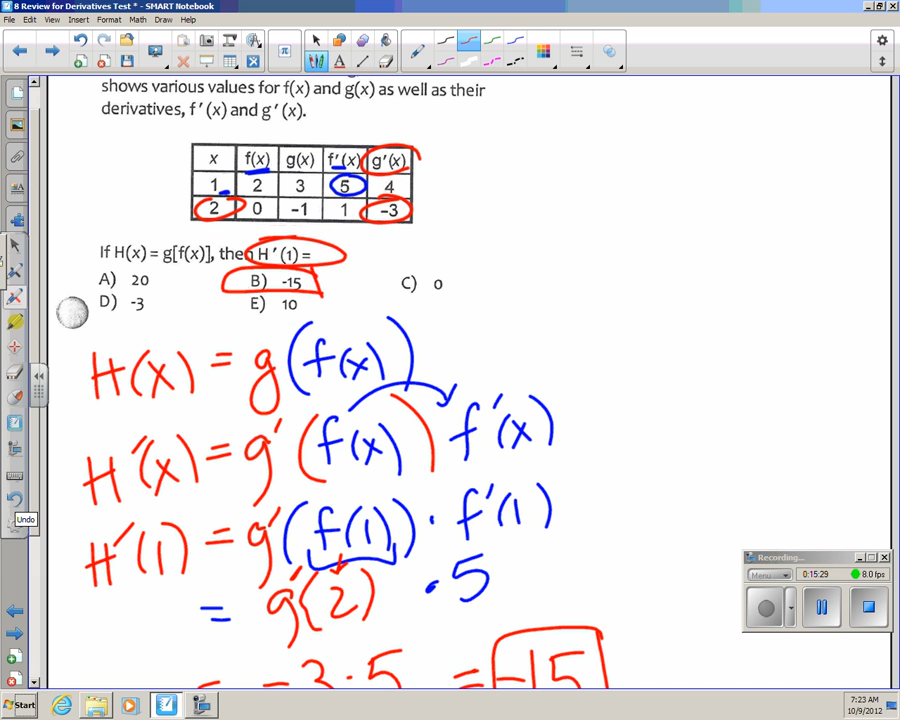 8 Review for Derivatives Test * - SMART Notebook
File Edit View Insert Format Math Draw Help
shows various values for f(x) and g(x) as well as their
derivatives, f′(x) and g′(x).
x f(x) g(x) f′(x) g′(x)
1 2 3 5 4
2 0 -1 1 -3
If H(x) = g[f(x)], then H′(1) =
A) 20 B) -15 C) 0
D) -3 E) 10
H(x) = g(f(x))
H′(x) = g′(f(x)) f′(x)
H′(1) = g′(f(1)) · f′(1)
= g′(2) · 5
= -3 · 5 = -15
Undo
Recording...
Menu 0:15:29 8.0 fps
Start
7:23 AM
10/9/2012